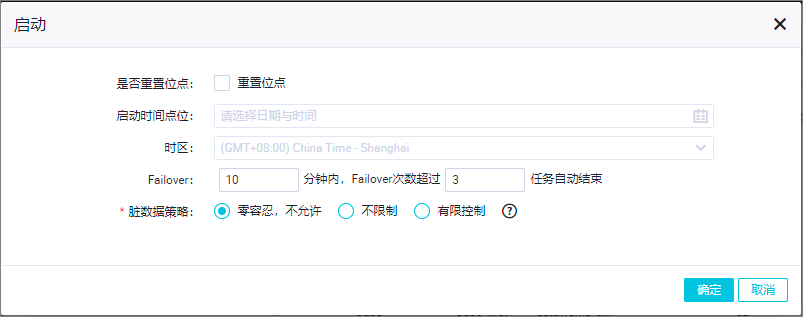 启动
是否重置位点： 重置位点
启动时间点位： 请选择日期与时间
时区： (GMT+08:00) China Time - Shanghai
Failover： 10 分钟内，Failover次数超过 3 任务自动结束
* 脏数据策略： 零容忍，不允许 不限制 有限控制 ?
确定 取消